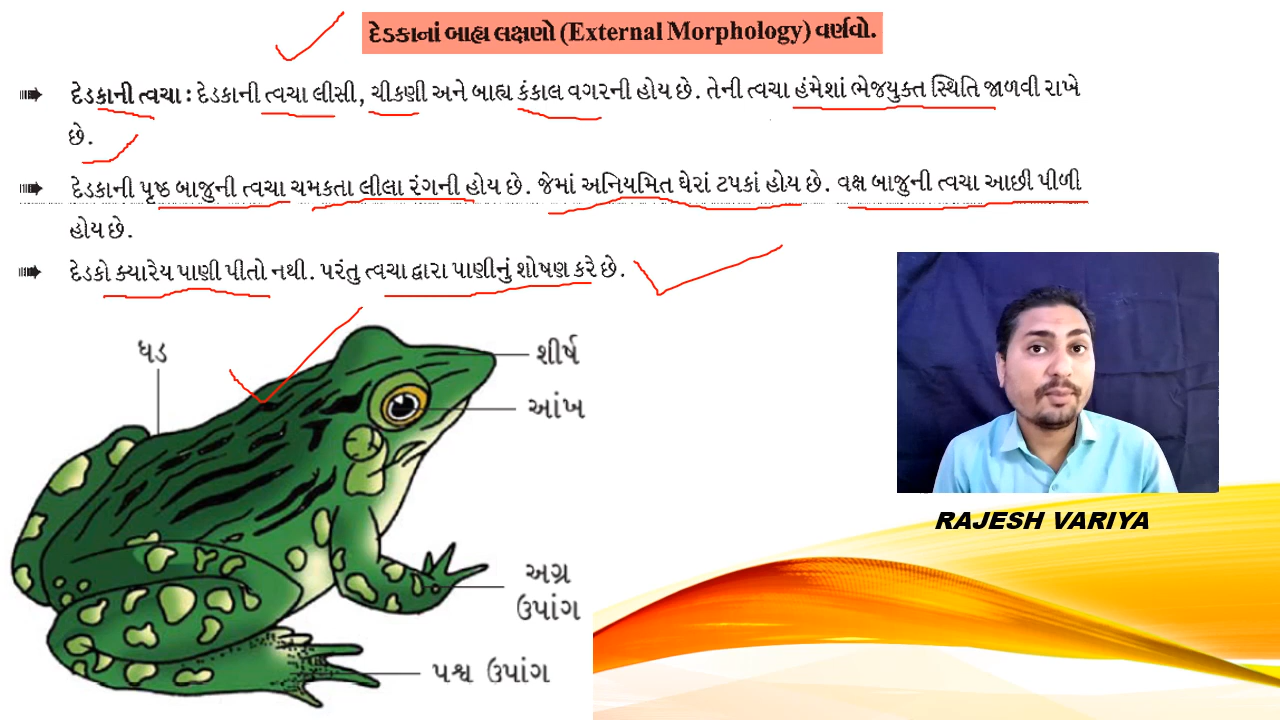 દેડકાનાં બાહ્ય લક્ષણો (External Morphology) વર્ણવો.
દેડકાની ત્વચા : દેડકાની ત્વચા લીસી, ચીકણી અને બાહ્ય કંકાલ વગરની હોય છે. તેની ત્વચા હંમેશાં ભેજયુક્ત સ્થિતિ જાળવી રાખે
છે.
દેડકાની પૃષ્ઠ બાજુની ત્વચા ચમકતા લીલા રંગની હોય છે. જેમાં અનિયમિત ઘેરાં ટપકાં હોય છે. વક્ષ બાજુની ત્વચા આછી પીળી
હોય છે.
દેડકો ક્યારેય પાણી પીતો નથી. પરંતુ ત્વચા દ્વારા પાણીનું શોષણ કરે છે.
ધડ
શીર્ષ
આંખ
અગ્ર
ઉપાંગ
પશ્વ ઉપાંગ
RAJESH VARIYA